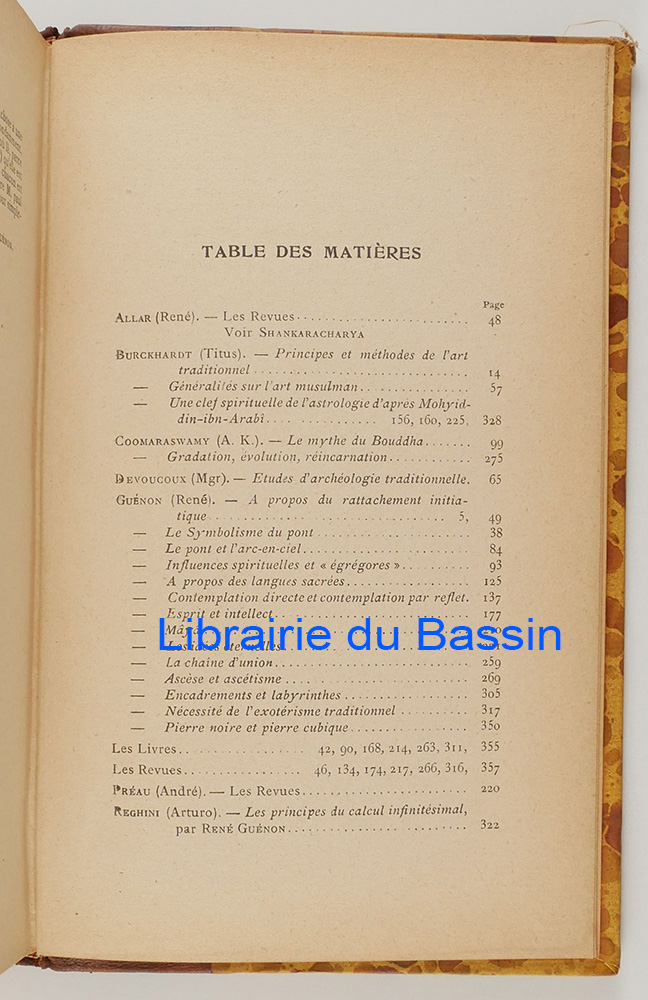 TABLE DES MATIÈRES
Page
ALLAR (René). — Les Revues 48
Voir SHANKARACHARYA
BURCKHARDT (Titus). — Principes et méthodes de l'art
traditionnel 14
— Généralités sur l'art musulman 57
— Une clef spirituelle de l'astrologie d'après Mohyid-
din-ibn-Arabî 156, 160, 225, 328
COOMARASWAMY (A. K.). — Le mythe du Bouddha 99
— Gradation, évolution, réincarnation 275
DEVOUCOUX (Mgr). — Etudes d'archéologie traditionnelle. 65
GUÉNON (René). — A propos du rattachement initia-
tique 5, 49
— Le Symbolisme du pont 38
— Le pont et l'arc-en-ciel 84
— Influences spirituelles et « égrégores » 93
— A propos des langues sacrées 125
— Contemplation directe et contemplation par reflet. 137
— Esprit et intellect 177
— Mâyâ
Librairie du Bassin
— Les idées éternelles
— La chaine d'union 259
— Ascèse et ascétisme 269
— Encadrements et labyrinthes 305
— Nécessité de l'exotérisme traditionnel 317
— Pierre noire et pierre cubique 350
Les Livres 42, 90, 168, 214, 263, 311, 355
Les Revues 46, 134, 174, 217, 266, 316, 357
PRÉAU (André). — Les Revues 220
REGHINI (Arturo). — Les principes du calcul infinitésimal,
par RENÉ GUÉNON 322